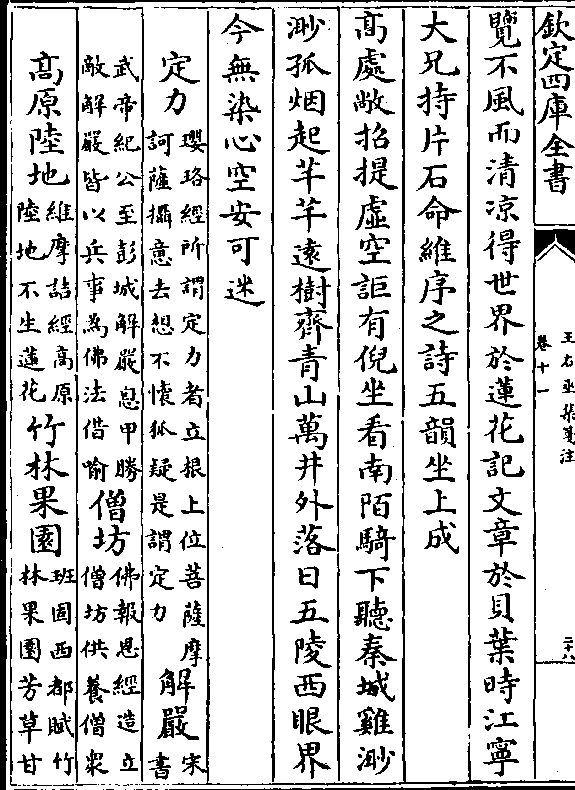 欽定四庫全書
王右丞集箋注
卷十一
二十八
覽不風而清凉得世界於蓮花記文章於貝葉時江寧
大兄持片石命維序之詩五韻坐上成
髙處敞招提虛空詎有倪坐看南陌騎下聽秦城雞渺
渺孤烟起芊芊遠樹齊青山萬井外落日五陵西眼界
今無染心空安可迷
定力瓔珞經所謂定力者立根上位菩薩摩
訶薩攝意去想不懐狐疑是謂定力解嚴宋
書
武帝紀公至彭城解嚴息甲勝
敵解嚴皆以兵事為佛法借喻僧坊佛報恩經造立
僧坊供養僧衆
髙原陸地維摩詰經髙原
陸地不生蓮花竹林果園班固西都賦竹
林果園芳草甘